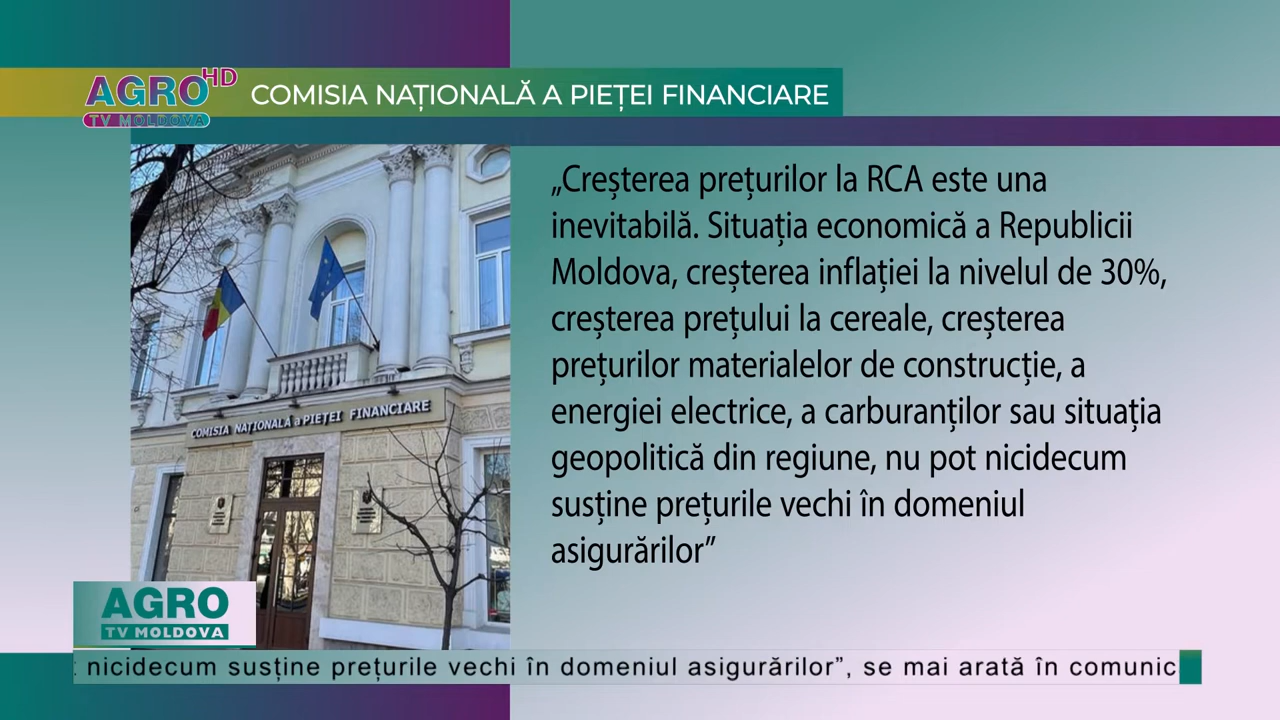 AGRO HD
TV MOLDOVA
COMISIA NAȚIONALĂ A PIEȚEI FINANCIARE
„Creșterea prețurilor la RCA este una
inevitabilă. Situația economică a Republicii
Moldova, creșterea inflației la nivelul de 30%,
creșterea prețului la cereale, creșterea
prețurilor materialelor de construcție, a
energiei electrice, a carburanților sau situația
geopolitică din regiune, nu pot nicidecum
susține prețurile vechi în domeniul
asigurărilor”
COMISIA NAȚIONALĂ a PIEȚEI FINANCIARE
AGRO
TV MOLDOVA
nicidecum susține prețurile vechi în domeniul asigurărilor”, se mai arată în comunic